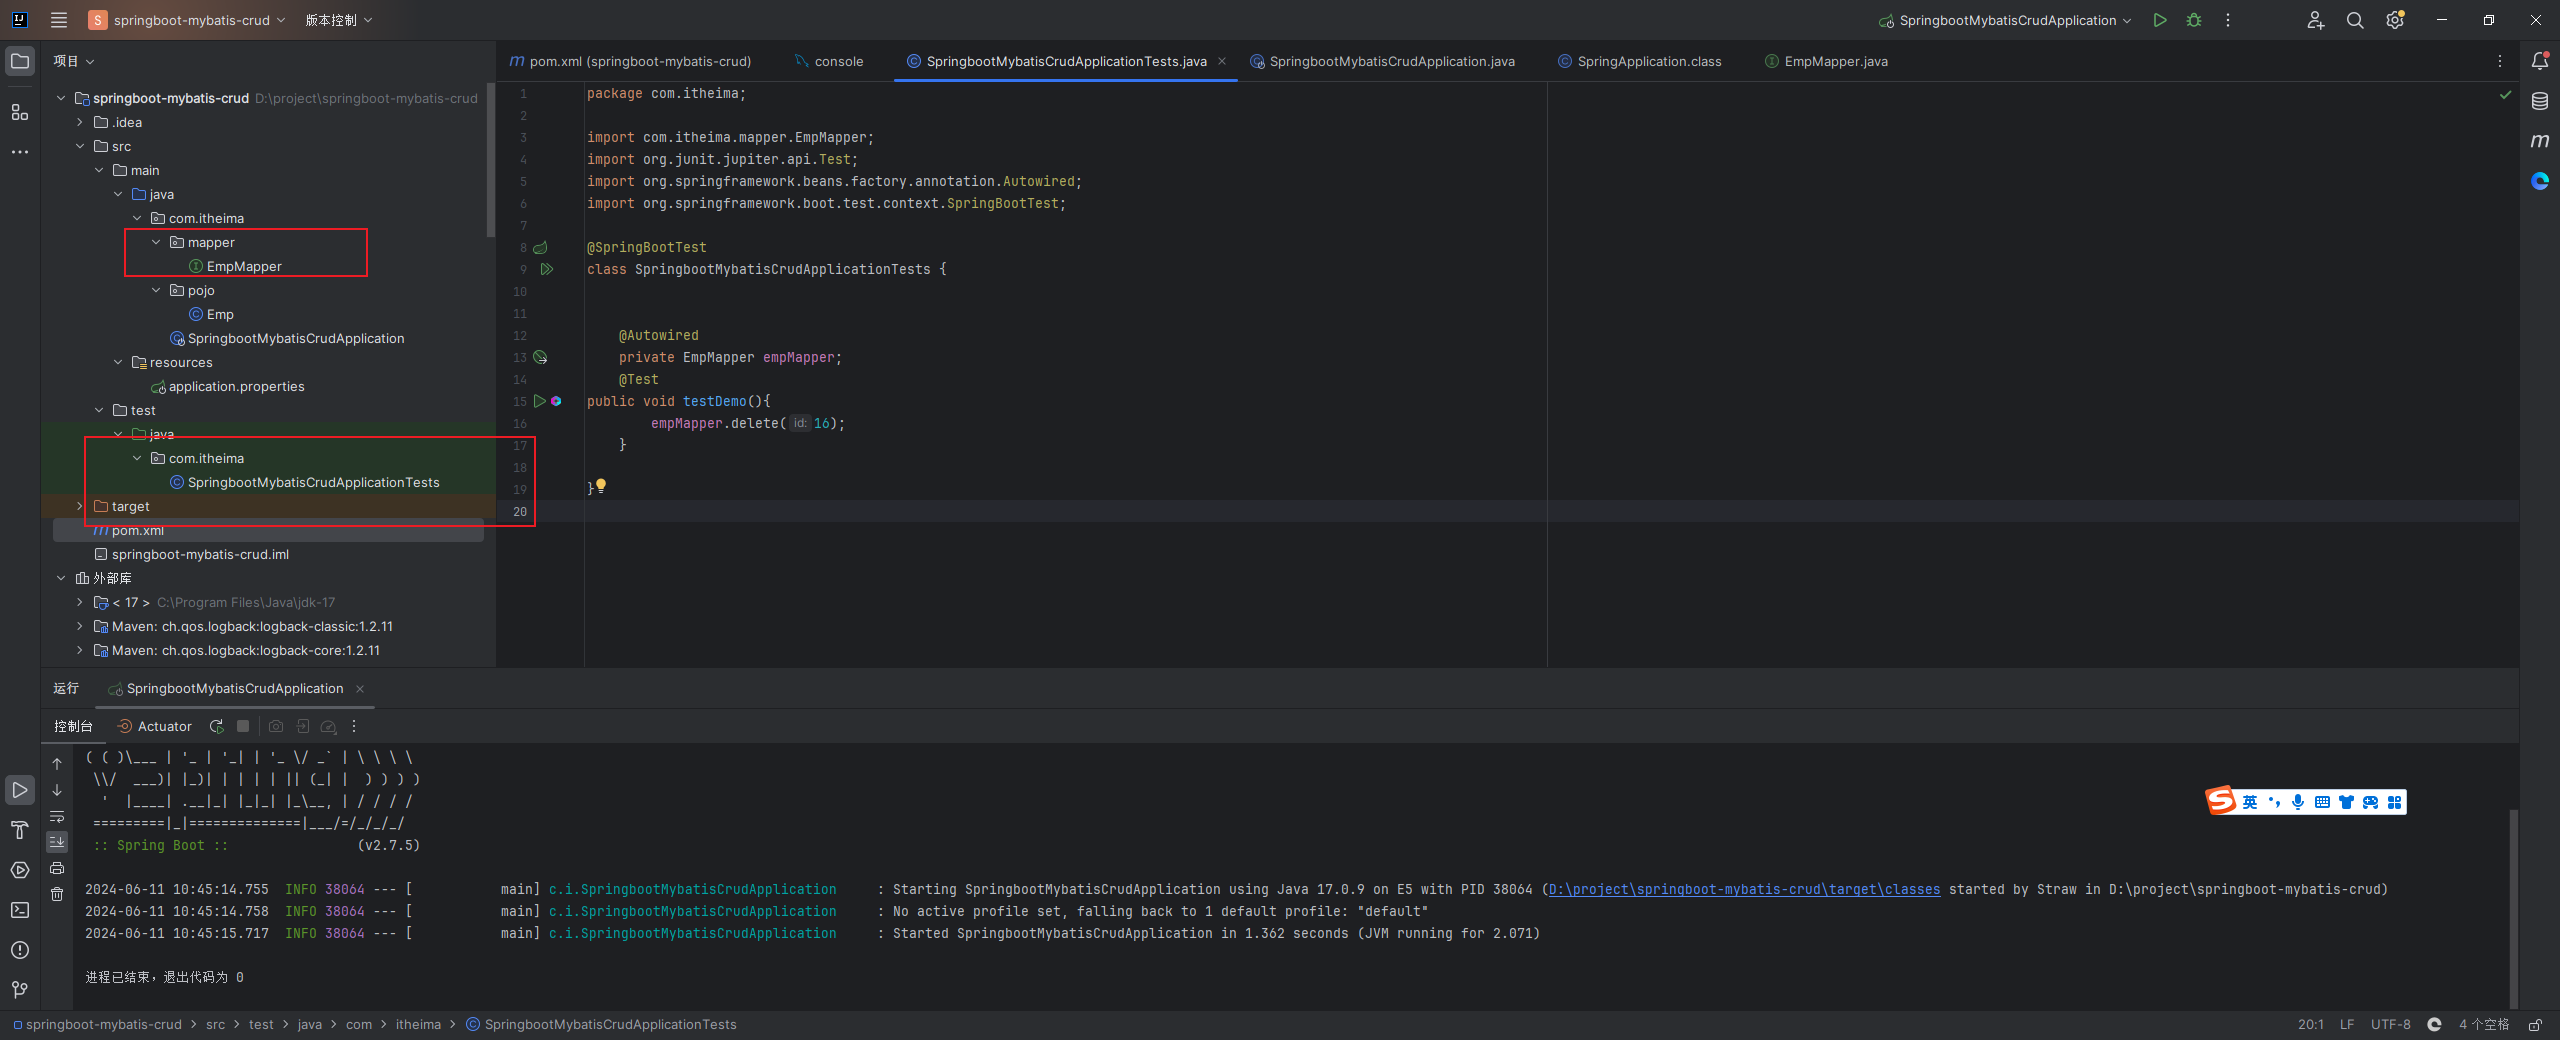 S springboot-mybatis-crud 版本控制 SpringbootMybatisCrudApplication
项目
pom.xml (springboot-mybatis-crud) console SpringbootMybatisCrudApplicationTests.java SpringbootMybatisCrudApplication.java SpringApplication.class EmpMapper.java
springboot-mybatis-crud D:\project\springboot-mybatis-crud
.idea
src
main
java
com.itheima
mapper
EmpMapper
pojo
Emp
SpringbootMybatisCrudApplication
resources
application.properties
test
java
com.itheima
SpringbootMybatisCrudApplicationTests
target
pom.xml
springboot-mybatis-crud.iml
外部库
< 17 > C:\Program Files\Java\jdk-17
Maven: ch.qos.logback:logback-classic:1.2.11
Maven: ch.qos.logback:logback-core:1.2.11
1 package com.itheima;
2
3 import com.itheima.mapper.EmpMapper;
4 import org.junit.jupiter.api.Test;
5 import org.springframework.beans.factory.annotation.Autowired;
6 import org.springframework.boot.test.context.SpringBootTest;
7
8 @SpringBootTest
9 class SpringbootMybatisCrudApplicationTests {
10
11
12 @Autowired
13 private EmpMapper empMapper;
14 @Test
15 public void testDemo(){
16 empMapper.delete( id: 16);
17 }
18
19 }
20
运行 SpringbootMybatisCrudApplication
控制台 Actuator
( ( )\___ | '_ | '_| | '_ \/ _` | \ \ \ \
\\/  ___)| |_)| | | | | || (_| |  ) ) ) )
'  |____| .__|_| |_|_| |_\__, | / / / /
=========|_|==============|___/=/_/_/_/
:: Spring Boot :: (v2.7.5)
2024-06-11 10:45:14.755 INFO 38064 --- [ main] c.i.SpringbootMybatisCrudApplication : Starting SpringbootMybatisCrudApplication using Java 17.0.9 on E5 with PID 38064 (D:\project\springboot-mybatis-crud\target\classes started by Straw in D:\project\springboot-mybatis-crud)
2024-06-11 10:45:14.758 INFO 38064 --- [ main] c.i.SpringbootMybatisCrudApplication : No active profile set, falling back to 1 default profile: "default"
2024-06-11 10:45:15.717 INFO 38064 --- [ main] c.i.SpringbootMybatisCrudApplication : Started SpringbootMybatisCrudApplication in 1.362 seconds (JVM running for 2.071)
进程已结束，退出代码为 0
英
springboot-mybatis-crud > src > test > java > com > itheima > SpringbootMybatisCrudApplicationTests 20:1 LF UTF-8 4 个空格